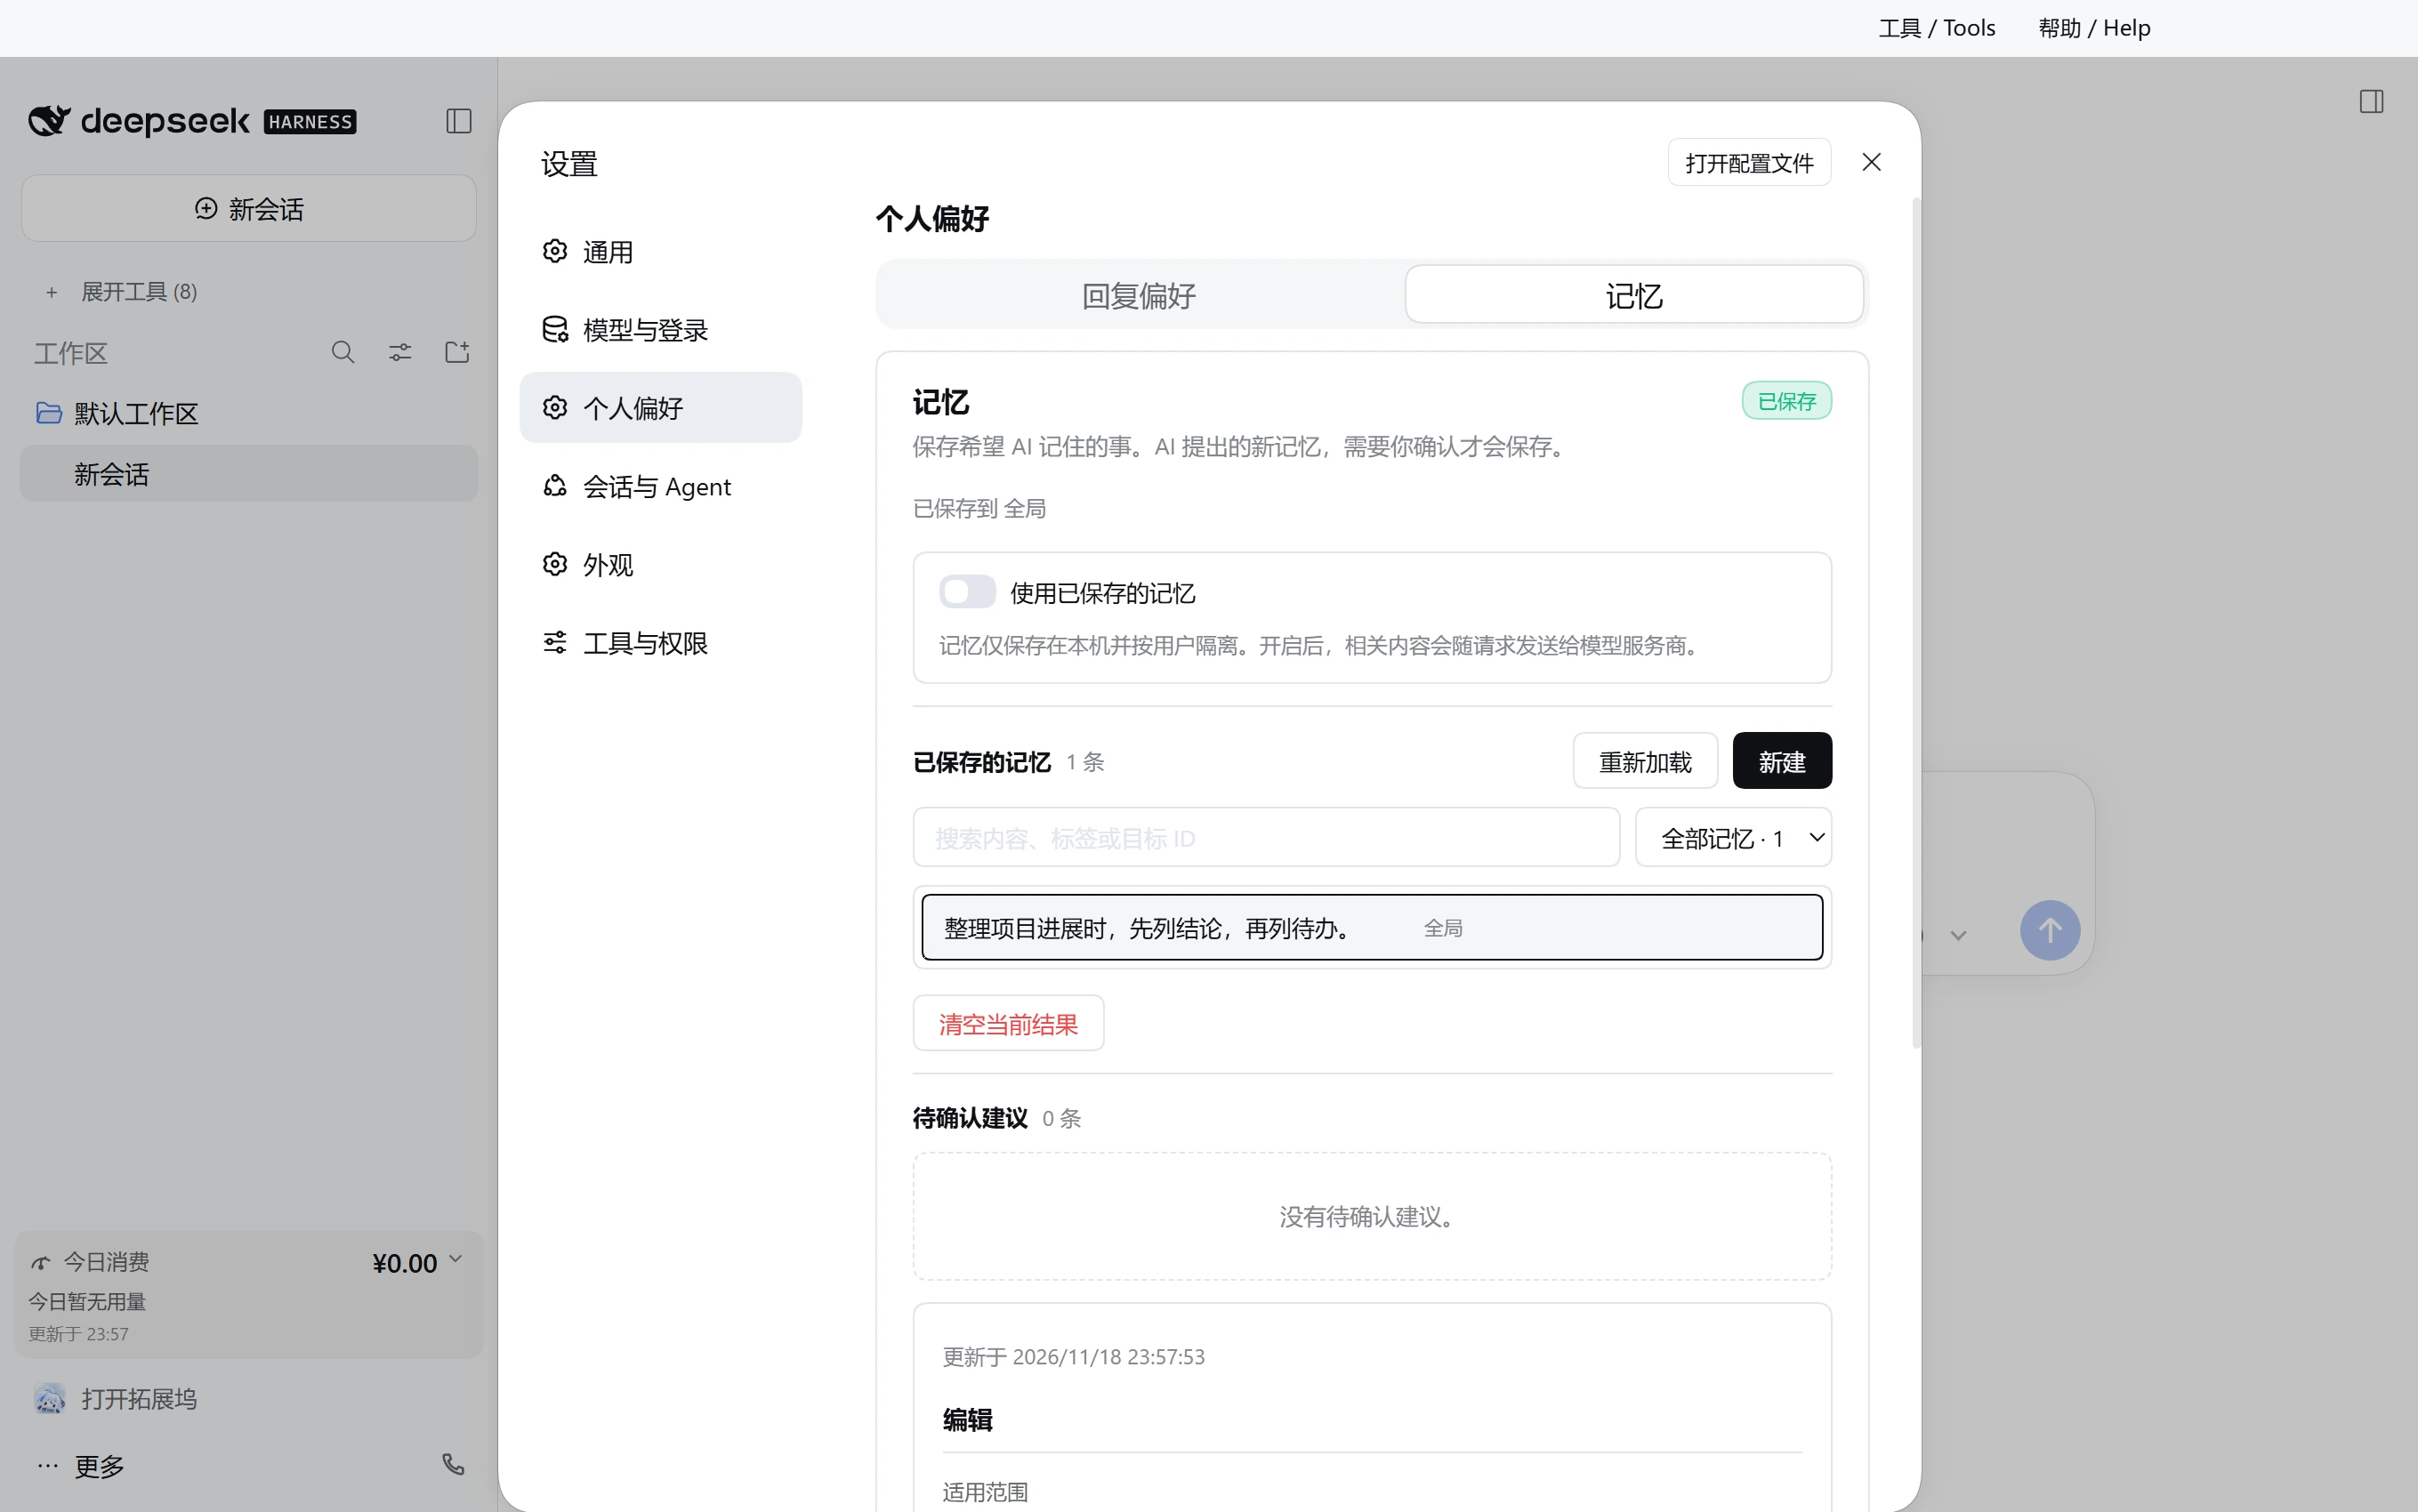 工具 / Tools
帮助 / Help
deepseek HARNESS
新会话
+ 展开工具 (8)
工作区
默认工作区
新会话
今日消费 ¥0.00
今日暂无用量
更新于 23:57
打开拓展坞
··· 更多
设置
打开配置文件
通用
模型与登录
个人偏好
会话与 Agent
外观
工具与权限
个人偏好
回复偏好
记忆
记忆
已保存
保存希望 AI 记住的事。AI 提出的新记忆，需要你确认才会保存。
已保存到 全局
使用已保存的记忆
记忆仅保存在本机并按用户隔离。开启后，相关内容会随请求发送给模型服务商。
已保存的记忆 1 条
重新加载
新建
搜索内容、标签或目标 ID
全部记忆 · 1
整理项目进展时，先列结论，再列待办。 全局
清空当前结果
待确认建议 0 条
没有待确认建议。
更新于 2026/11/18 23:57:53
编辑
适用范围